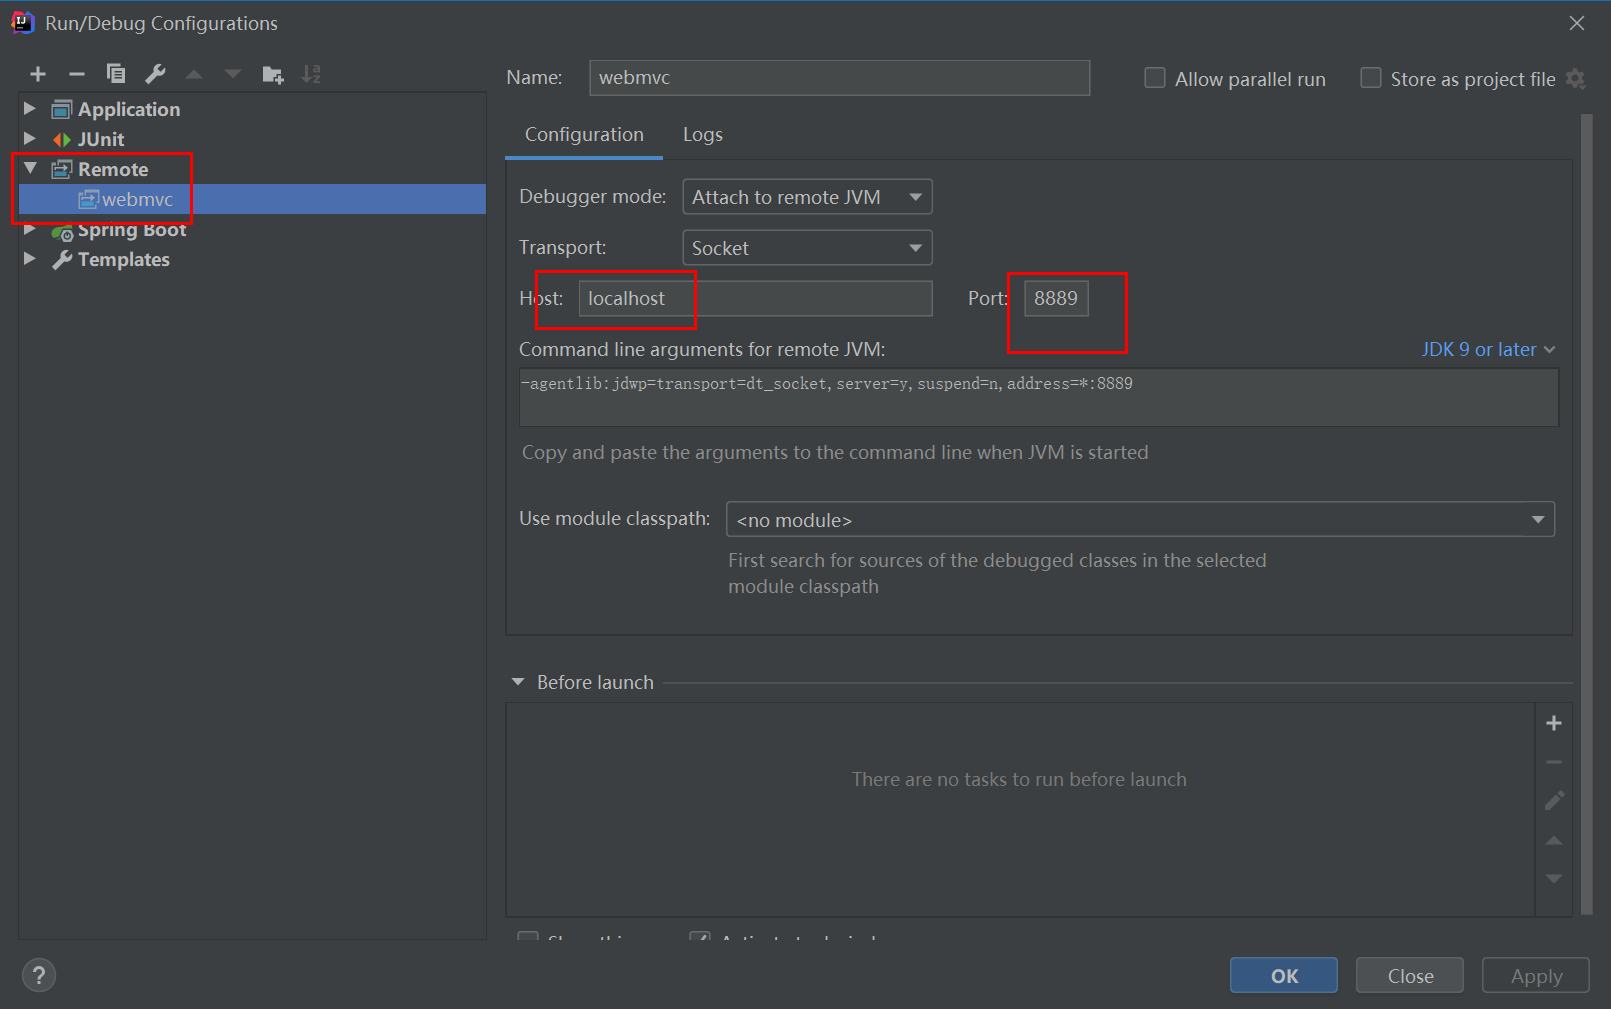 Run/Debug Configurations
Application
JUnit
Remote
webmvc
Spring Boot
Templates
Name: webmvc Allow parallel run Store as project file
Configuration Logs
Debugger mode: Attach to remote JVM
Transport: Socket
Host: localhost Port: 8889
Command line arguments for remote JVM: JDK 9 or later
-agentlib:jdwp=transport=dt_socket,server=y,suspend=n,address=*:8889
Copy and paste the arguments to the command line when JVM is started
Use module classpath: <no module>
First search for sources of the debugged classes in the selected
module classpath
Before launch
There are no tasks to run before launch
? OK Close Apply